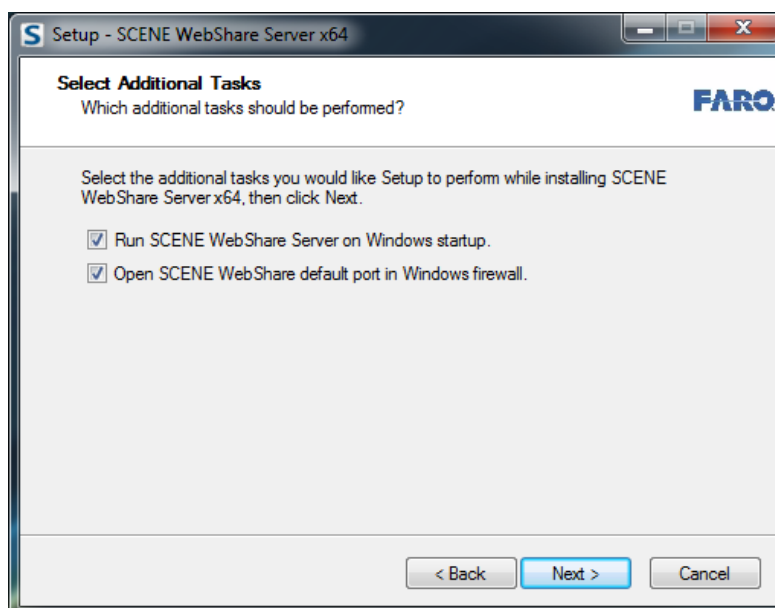 Setup - SCENE WebShare Server x64
Select Additional Tasks
Which additional tasks should be performed?
FARO
Select the additional tasks you would like Setup to perform while installing SCENE
WebShare Server x64, then click Next.
Run SCENE WebShare Server on Windows startup.
Open SCENE WebShare default port in Windows firewall.
< Back
Next >
Cancel